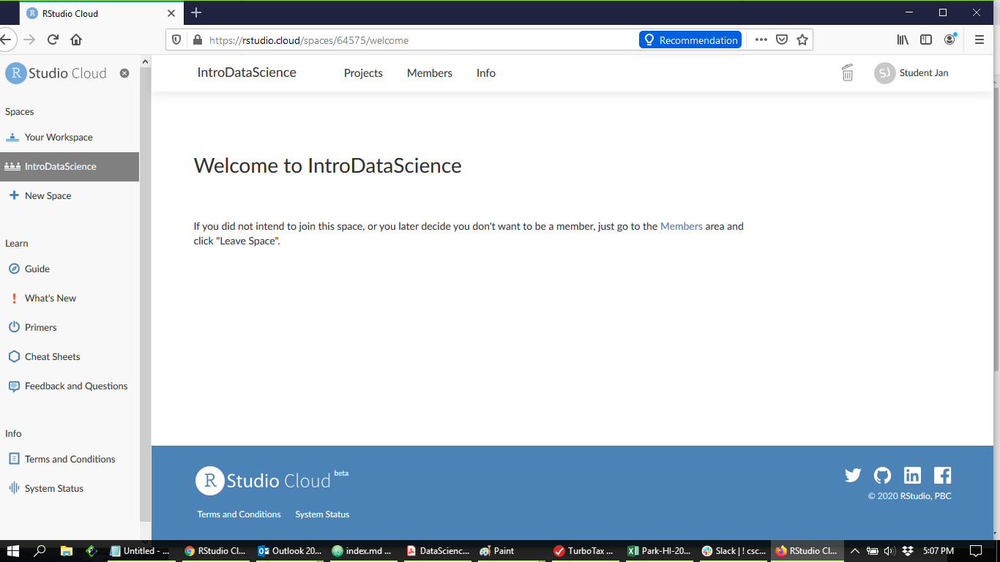 R RStudio Cloud
https://rstudio.cloud/spaces/64575/welcome
Recommendation
R Studio Cloud
IntroDataScience
Projects
Members
Info
SJ
Student Jan
Spaces
Your Workspace
IntroDataScience
New Space
Learn
Guide
What's New
Primers
Cheat Sheets
Feedback and Questions
Info
Terms and Conditions
System Status
Welcome to IntroDataScience
If you did not intend to join this space, or you later decide you don't want to be a member, just go to the Members area and
click "Leave Space".
R Studio Cloud beta
Terms and Conditions
System Status
© 2020 RStudio, PBC
Untitled - ...
RStudio Cl...
Outlook 20...
index.md ...
DataScienc...
Paint
TurboTax ...
Park-HI-20...
Slack | ! csc...
RStudio Cl...
5:07 PM